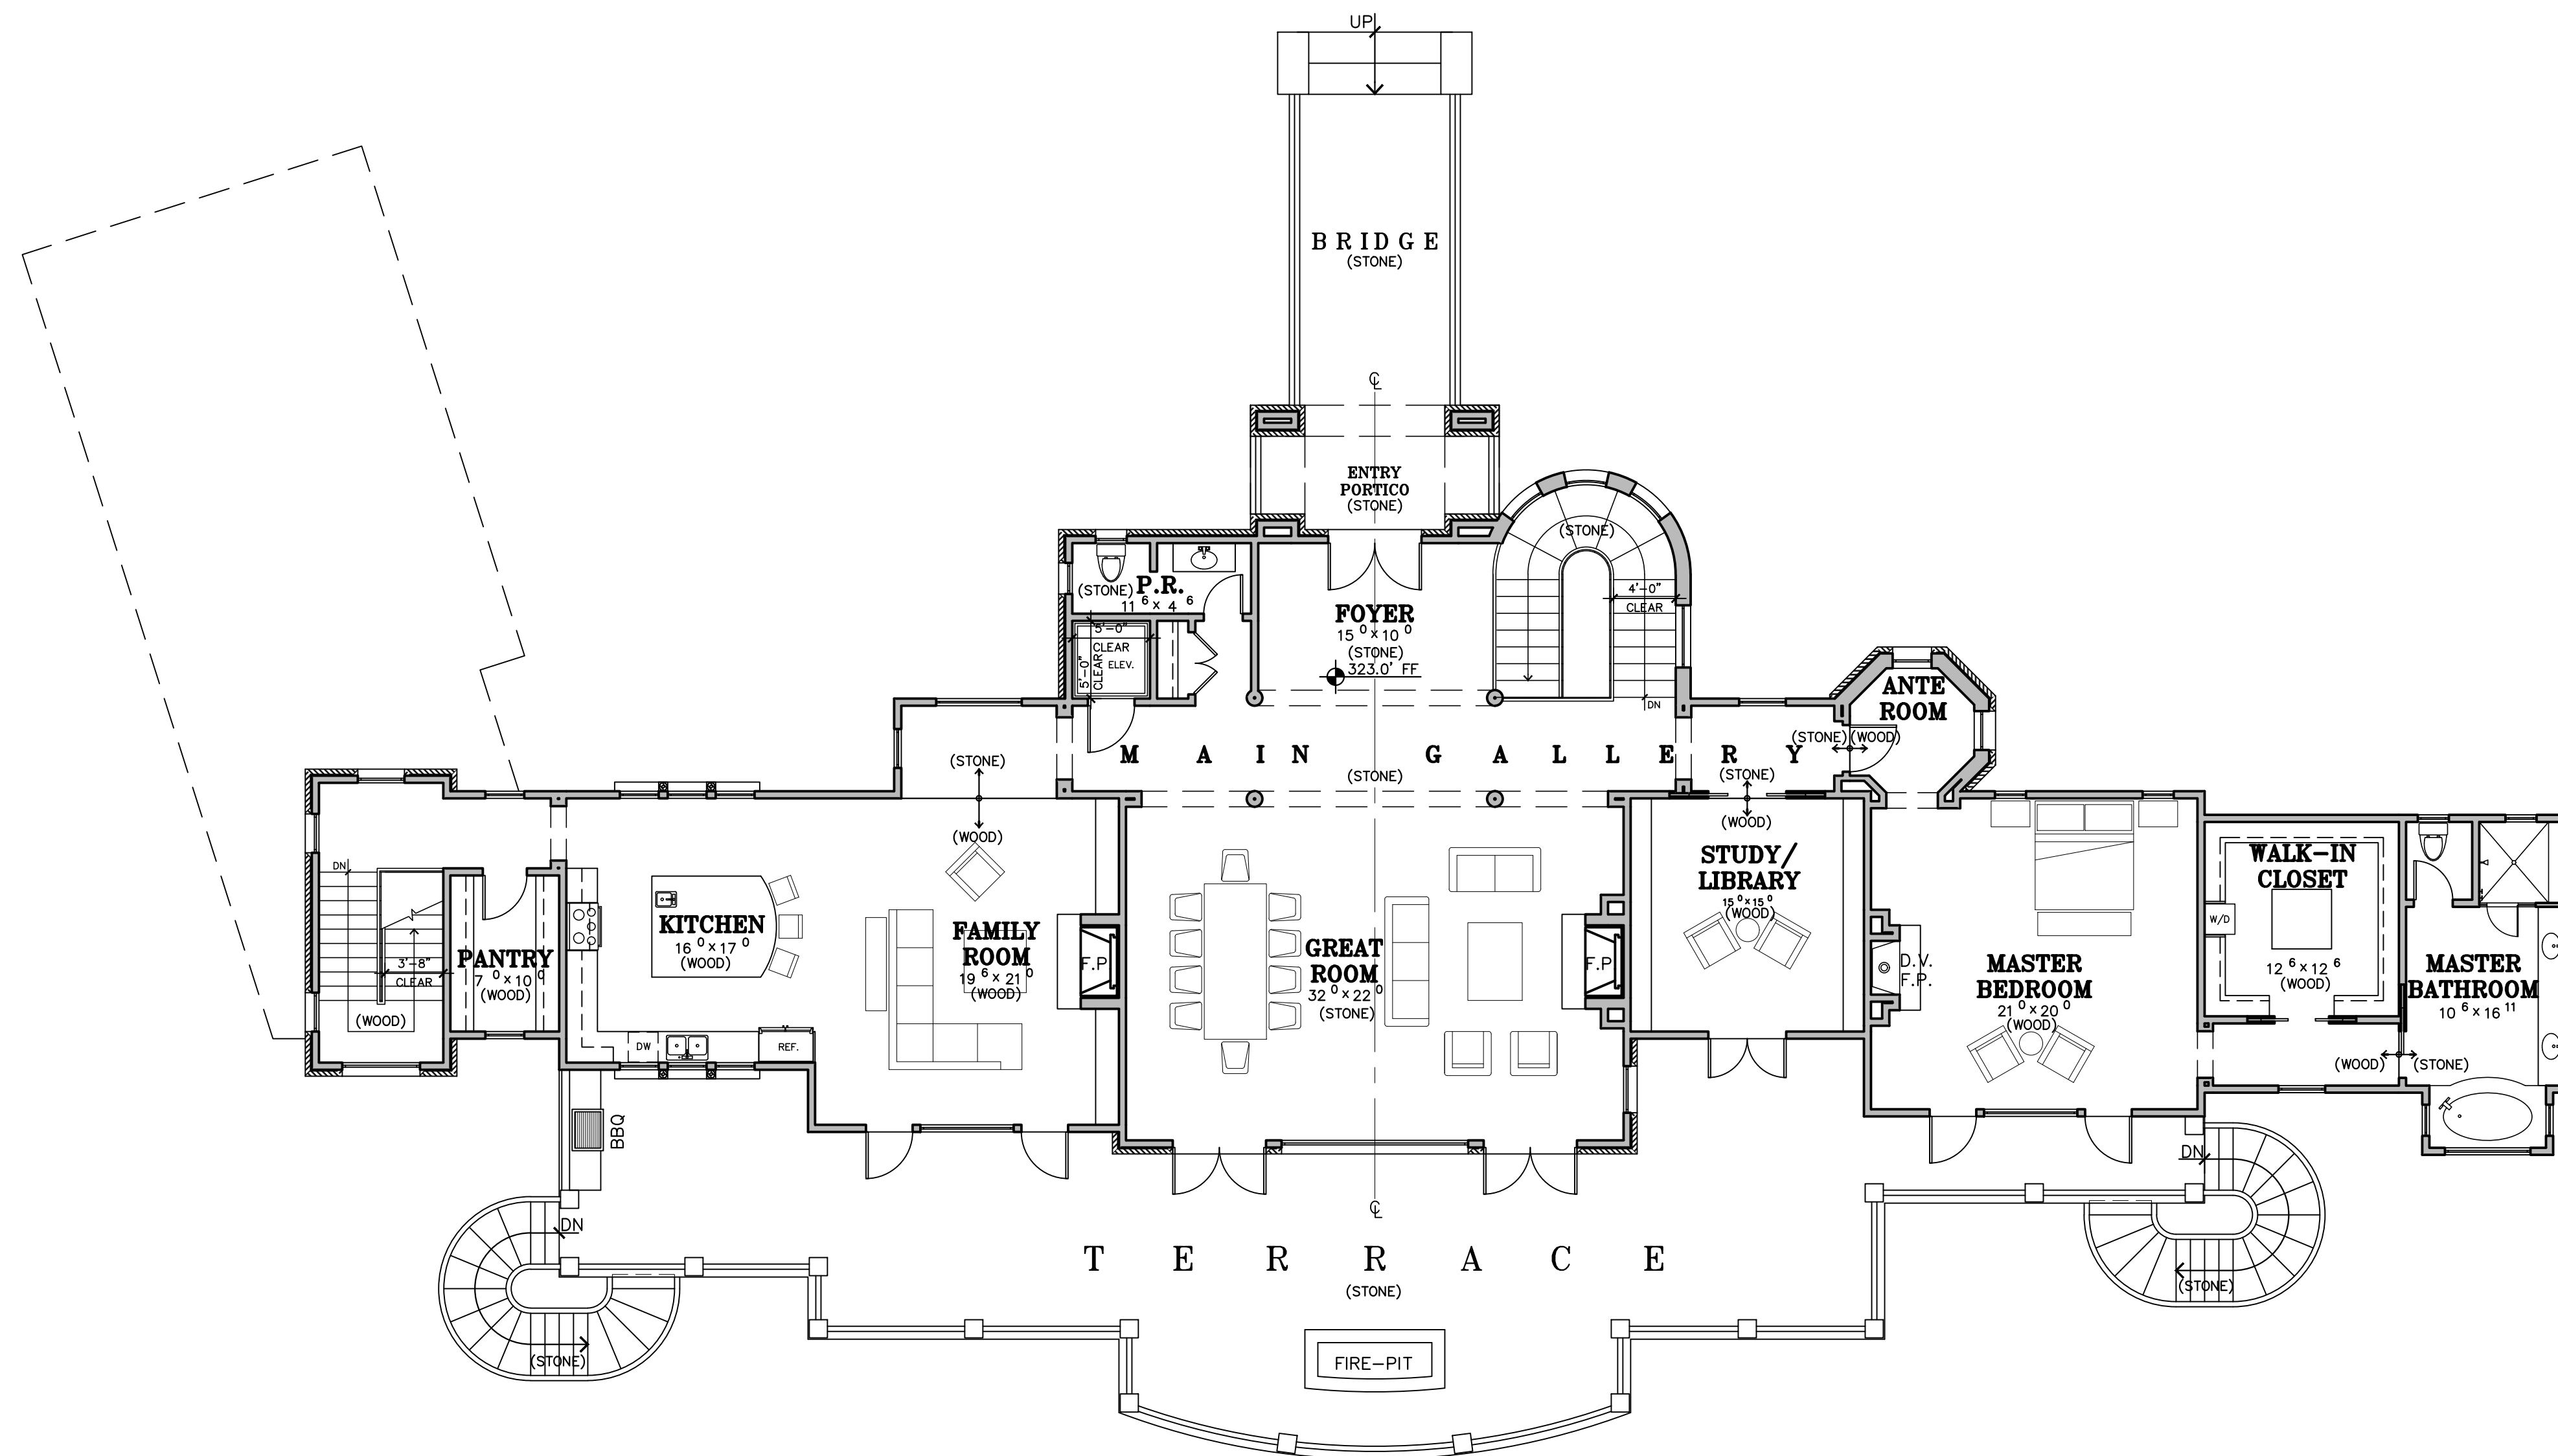 UP
BRIDGE
(STONE)
℄
ENTRY
PORTICO
(STONE)
(STONE)
(STONE)
P.R.
11 6 x 4 6
4'-0"
CLEAR
FOYER
15 0 x 10 0
(STONE)
323.0' FF
5'-0"
CLEAR
5'-0"
CLEAR
ELEV.
DN
ANTE
ROOM
(STONE)
(WOOD)
MAIN GALLERY
(STONE)
(STONE)
(WOOD)
(STONE)
(WOOD)
DN
3'-8"
CLEAR
(WOOD)
PANTRY
7 0 x 10 0
(WOOD)
KITCHEN
16 0 x 17 0
(WOOD)
DW
REF.
FAMILY
ROOM
19 6 x 21 0
(WOOD)
F.P
GREAT
ROOM
32 0 x 22 0
(STONE)
F.P
STUDY/
LIBRARY
15 0 x 15 0
(WOOD)
D.V.
F.P.
MASTER
BEDROOM
21 0 x 20 0
(WOOD)
WALK-IN
CLOSET
W/D
12 6 x 12 6
(WOOD)
MASTER
BATHROOM
10 6 x 16 11
(WOOD)
(STONE)
BBQ
DN
DN
℄
TERRACE
(STONE)
(STONE)
(STONE)
FIRE-PIT